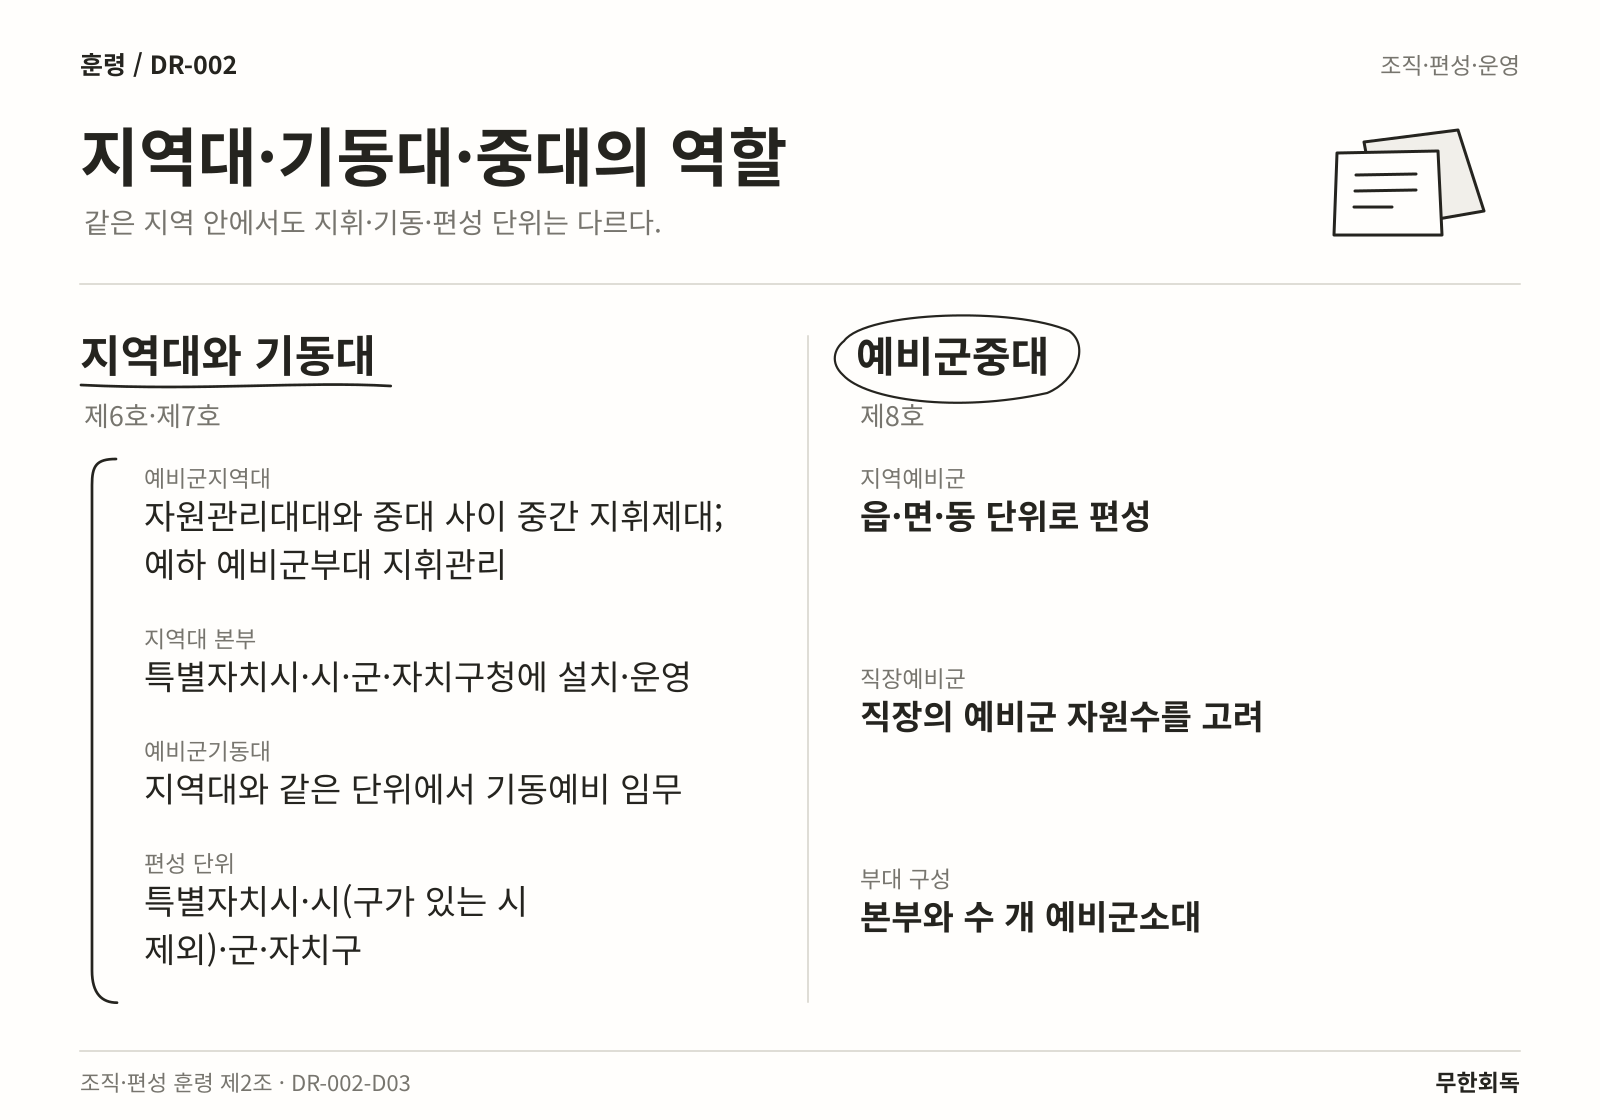 훈령 / DR-002
조직·편성·운영
지역대·기동대·중대의 역할
같은 지역 안에서도 지휘·기동·편성 단위는 다르다.
지역대와 기동대
제6호·제7호
예비군지역대
자원관리대대와 중대 사이 중간 지휘제대;
예하 예비군부대 지휘관리
지역대 본부
특별자치시·시·군·자치구청에 설치·운영
예비군기동대
지역대와 같은 단위에서 기동예비 임무
편성 단위
특별자치시·시(구가 있는 시
제외)·군·자치구
예비군중대
제8호
지역예비군
읍·면·동 단위로 편성
직장예비군
직장의 예비군 자원수를 고려
부대 구성
본부와 수 개 예비군소대
조직·편성 훈령 제2조 · DR-002-D03
무한회독